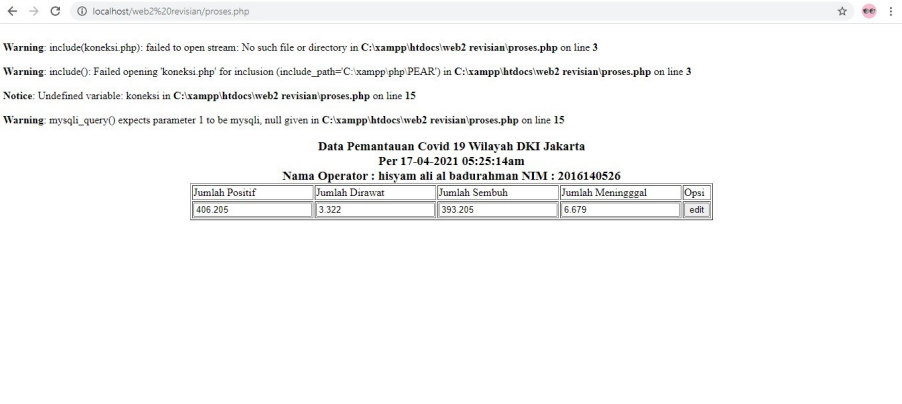 localhost/web2%20revisian/proses.php
Warning: include(koneksi.php): failed to open stream: No such file or directory in C:\xampp\htdocs\web2 revisian\proses.php on line 3
Warning: include(): Failed opening 'koneksi.php' for inclusion (include_path='C:\xampp\php\PEAR') in C:\xampp\htdocs\web2 revisian\proses.php on line 3
Notice: Undefined variable: koneksi in C:\xampp\htdocs\web2 revisian\proses.php on line 15
Warning: mysqli_query() expects parameter 1 to be mysqli, null given in C:\xampp\htdocs\web2 revisian\proses.php on line 15
Data Pemantauan Covid 19 Wilayah DKI Jakarta
Per 17-04-2021 05:25:14am
Nama Operator : hisyam ali al badurahman NIM : 2016140526
Jumlah Positif Jumlah Dirawat Jumlah Sembuh Jumlah Meningggal Opsi
406.205 3.322 393.205 6.679 edit